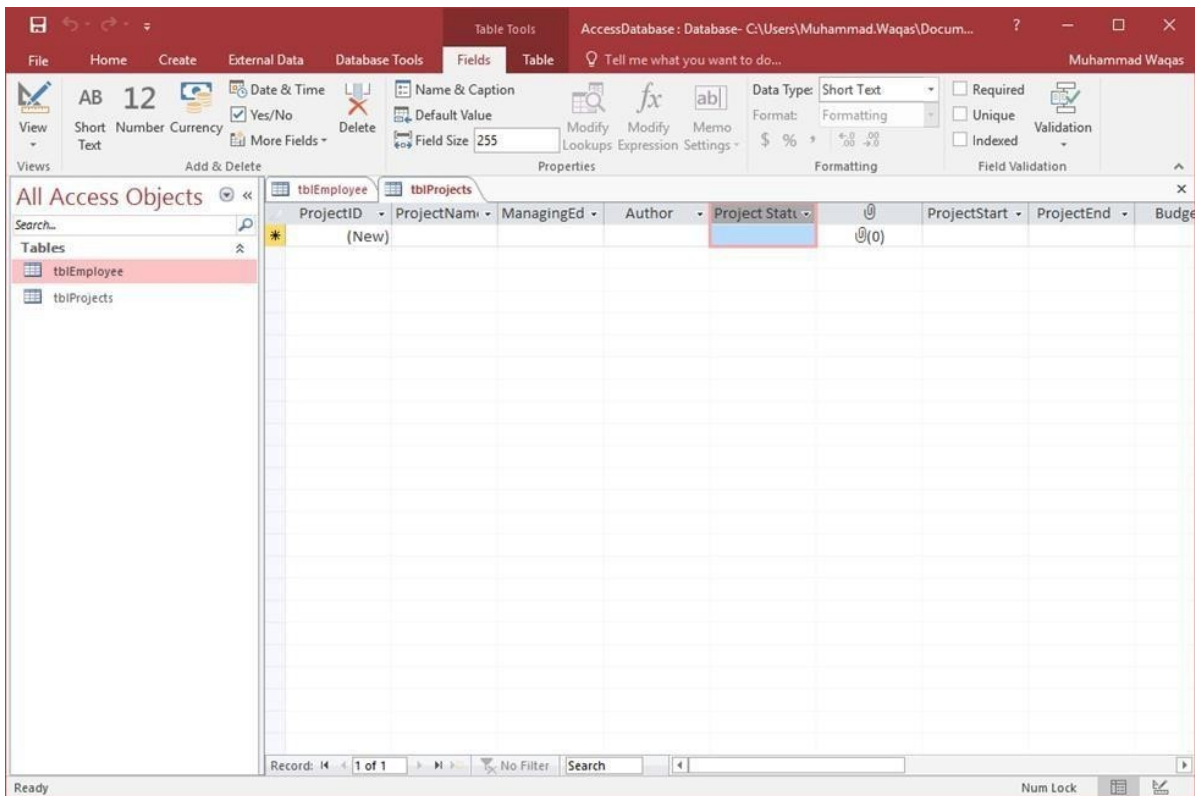 Table Tools AccessDatabase : Database- C:\Users\Muhammad.Waqas\Docum... ? 
File Home Create External Data Database Tools Fields Table Tell me what you want to do... Muhammad Waqas
AB 12 Date & Time Name & Caption fx ab| Data Type: Short Text Required
Yes/No Default Value Format: Formatting Unique
View Short Text Number Currency More Fields Delete Field Size 255 Modify Lookups Modify Expression Memo Settings $ % , Indexed Validation
Views Add & Delete Properties Formatting Field Validation
All Access Objects « tblEmployee tblProjects
Search... ProjectID ProjectName ManagingEd Author Project Statu ProjectStart ProjectEnd Budge
Tables * (New) (0)
tblEmployee
tblProjects
Record: 1 of 1 No Filter Search
Ready Num Lock